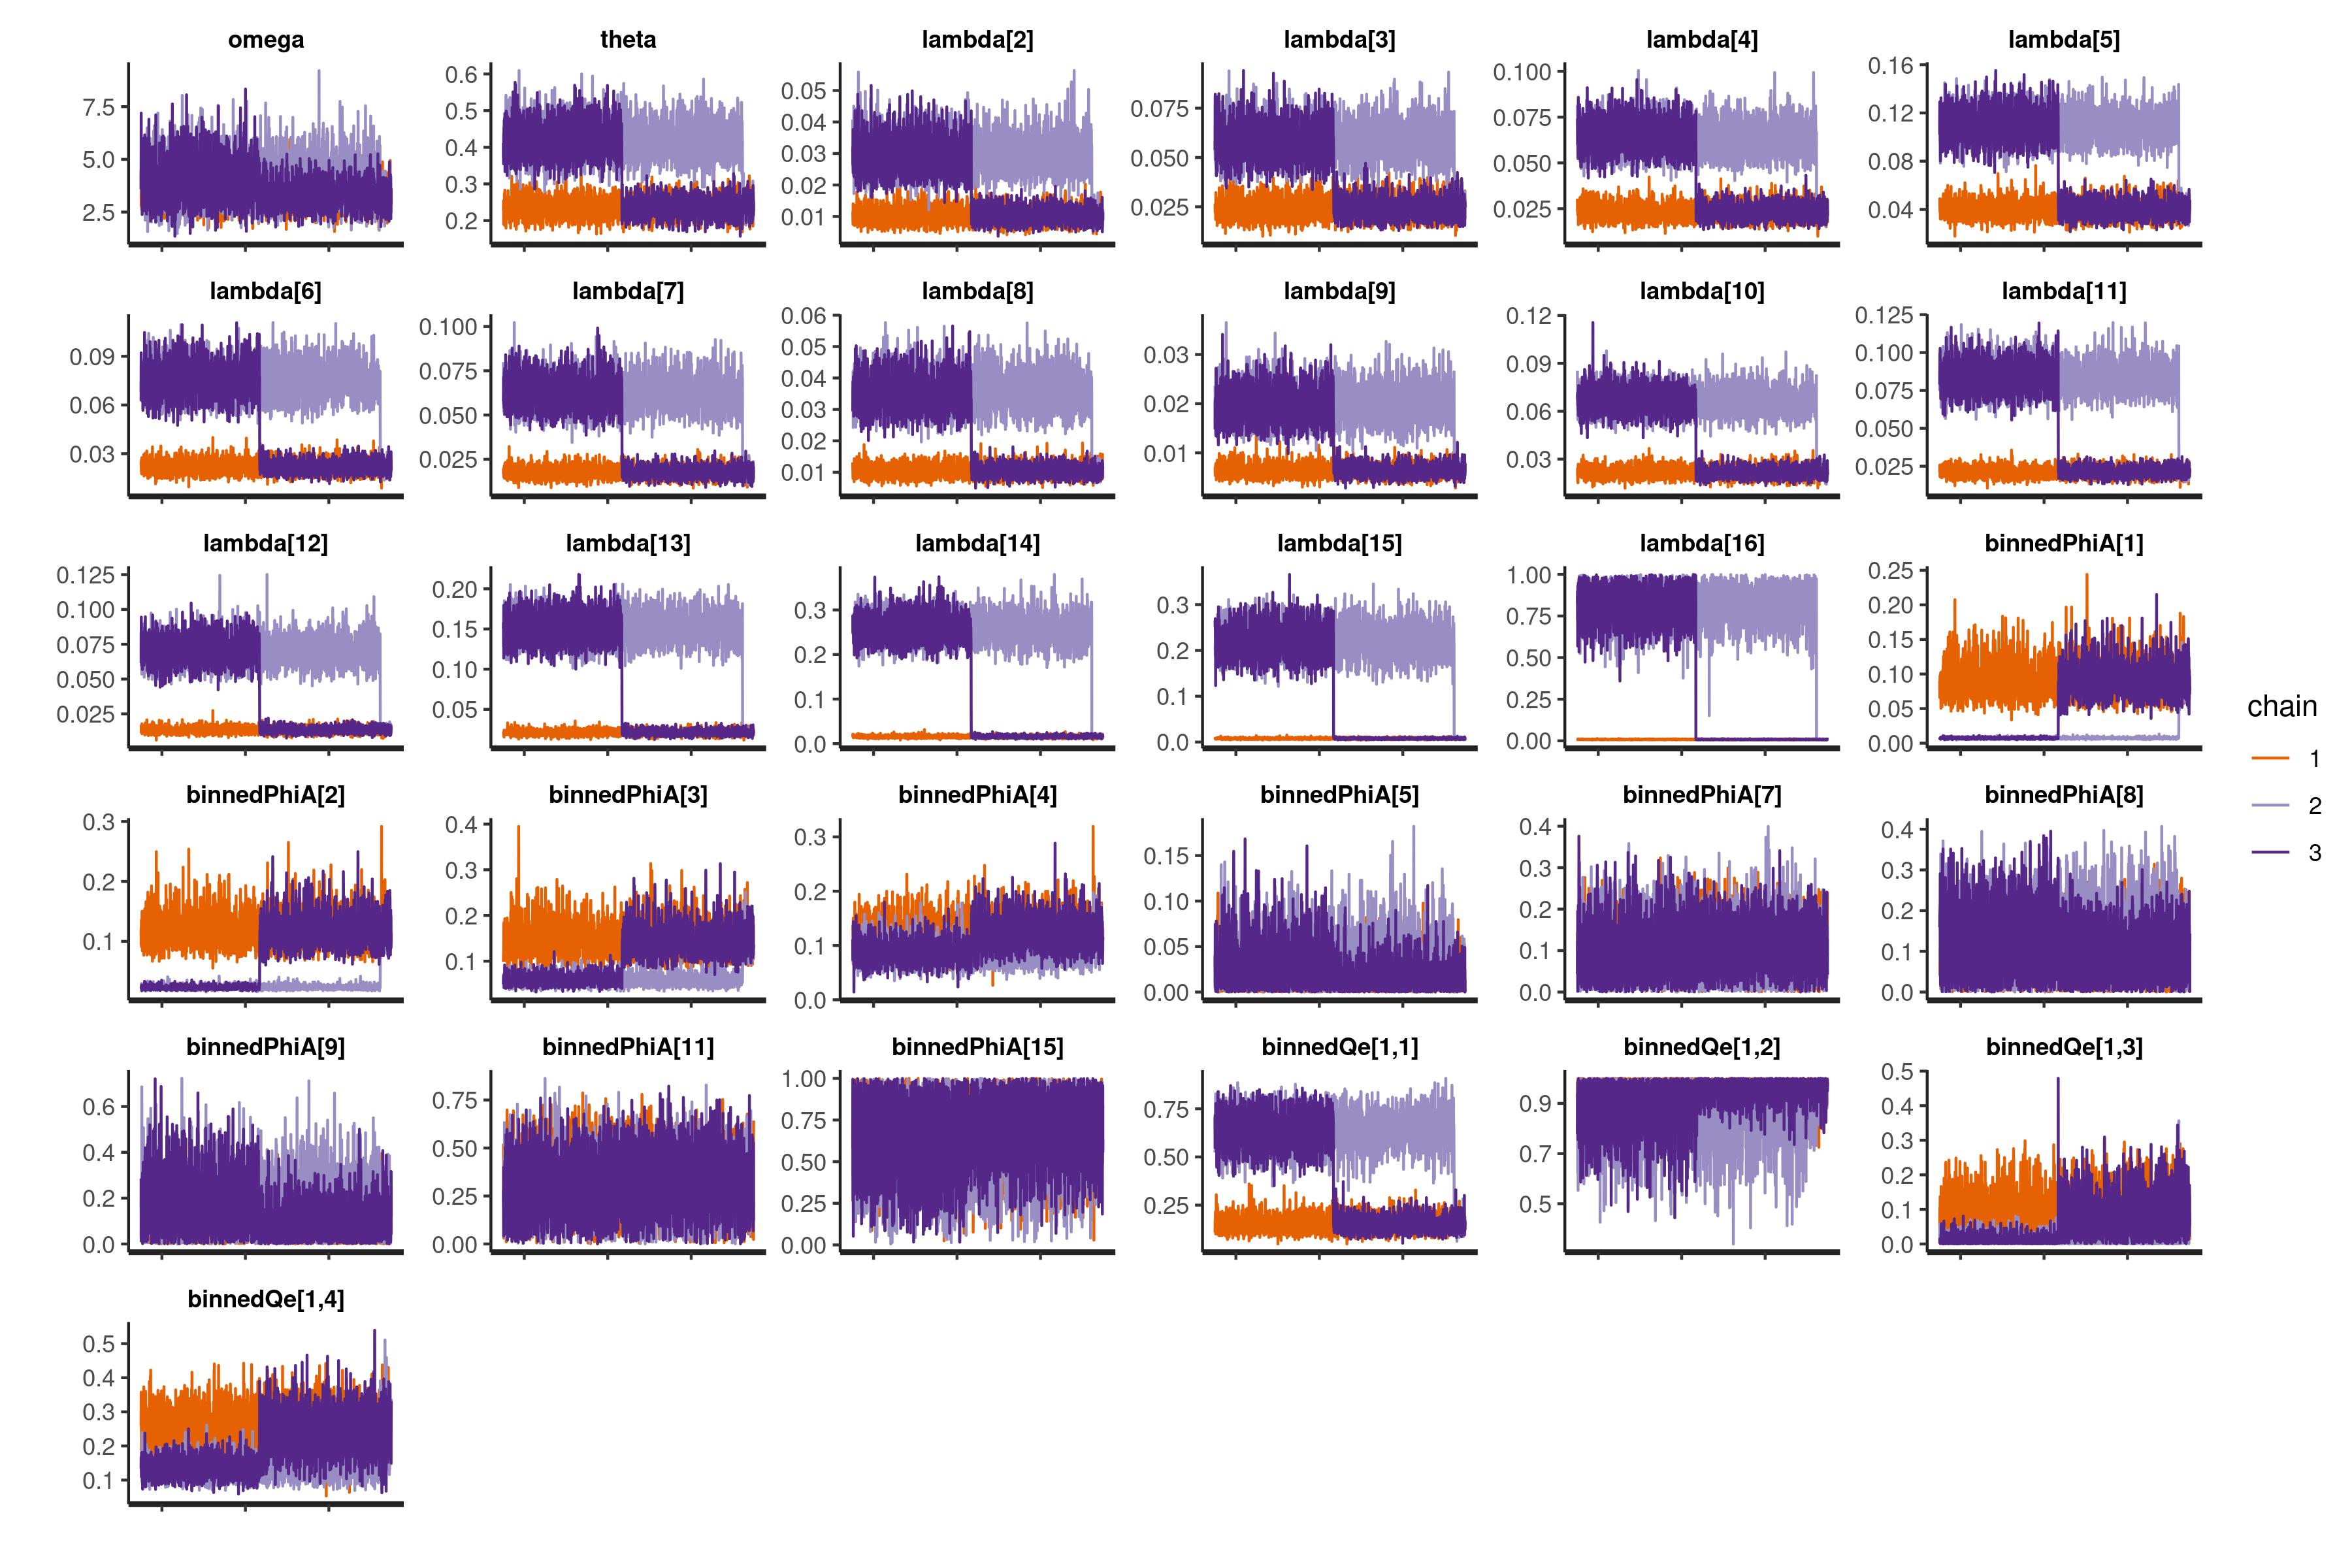 omega theta lambda[2] lambda[3] lambda[4] lambda[5]
7.5 5.0 2.5
0.6 0.5 0.4 0.3 0.2
0.05 0.04 0.03 0.02 0.01
0.075 0.050 0.025
0.100 0.075 0.050 0.025
0.16 0.12 0.08 0.04
lambda[6] lambda[7] lambda[8] lambda[9] lambda[10] lambda[11]
0.09 0.06 0.03
0.100 0.075 0.050 0.025
0.06 0.05 0.04 0.03 0.02 0.01
0.03 0.02 0.01
0.12 0.09 0.06 0.03
0.125 0.100 0.075 0.050 0.025
lambda[12] lambda[13] lambda[14] lambda[15] lambda[16] binnedPhiA[1]
0.125 0.100 0.075 0.050 0.025
0.20 0.15 0.10 0.05
0.3 0.2 0.1 0.0
0.3 0.2 0.1 0.0
1.00 0.75 0.50 0.25 0.00
0.25 0.20 0.15 0.10 0.05 0.00
binnedPhiA[2] binnedPhiA[3] binnedPhiA[4] binnedPhiA[5] binnedPhiA[7] binnedPhiA[8]
0.3 0.2 0.1
0.4 0.3 0.2 0.1
0.3 0.2 0.1 0.0
0.15 0.10 0.05 0.00
0.4 0.3 0.2 0.1 0.0
0.4 0.3 0.2 0.1 0.0
binnedPhiA[9] binnedPhiA[11] binnedPhiA[15] binnedQe[1,1] binnedQe[1,2] binnedQe[1,3]
0.6 0.4 0.2 0.0
0.75 0.50 0.25 0.00
1.00 0.75 0.50 0.25 0.00
0.75 0.50 0.25
0.9 0.7 0.5
0.5 0.4 0.3 0.2 0.1 0.0
binnedQe[1,4]
0.5 0.4 0.3 0.2 0.1
chain
1
2
3